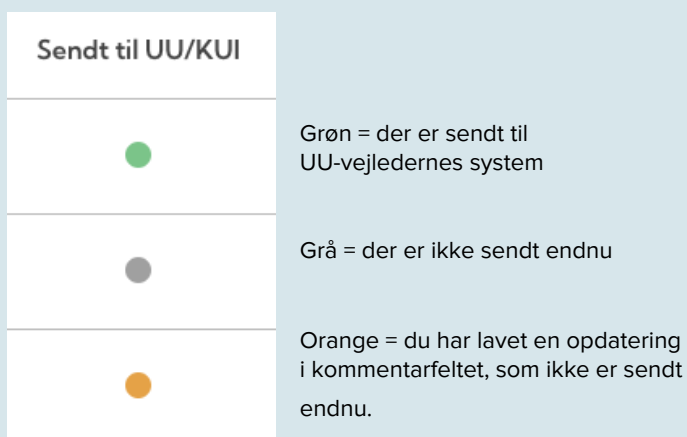 Sendt til UU/KUI
Grøn = der er sendt til
UU-vejledernes system
Grå = der er ikke sendt endnu
Orange = du har lavet en opdatering
i kommentarfeltet, som ikke er sendt
endnu.